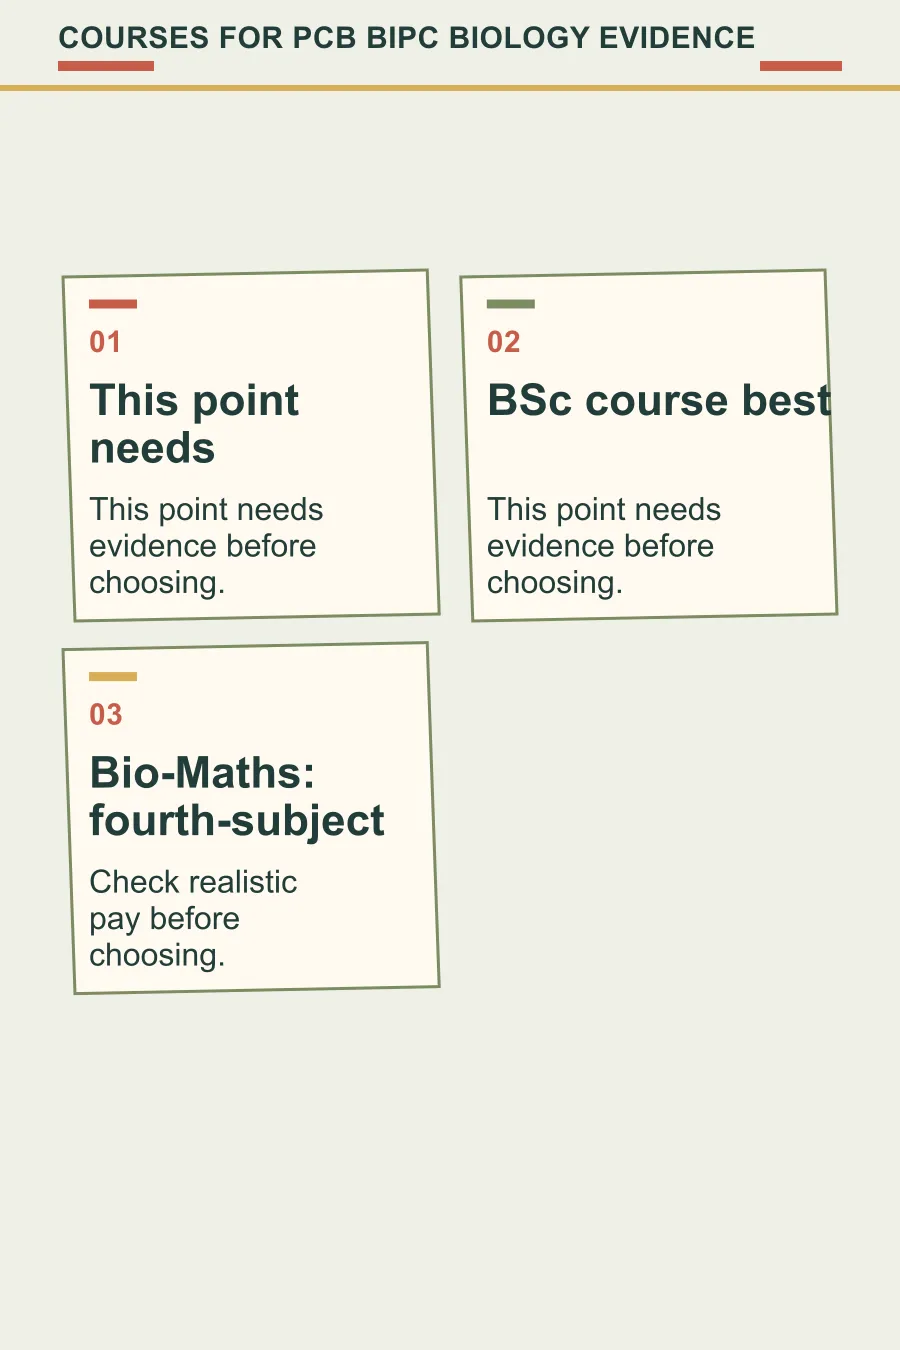 COURSES FOR PCB BIPC BIOLOGY EVIDENCE
01
This point
needs
This point needs
evidence before
choosing.
02
BSc course best
This point needs
evidence before
choosing.
03
Bio-Maths:
fourth-subject
Check realistic
pay before
choosing.